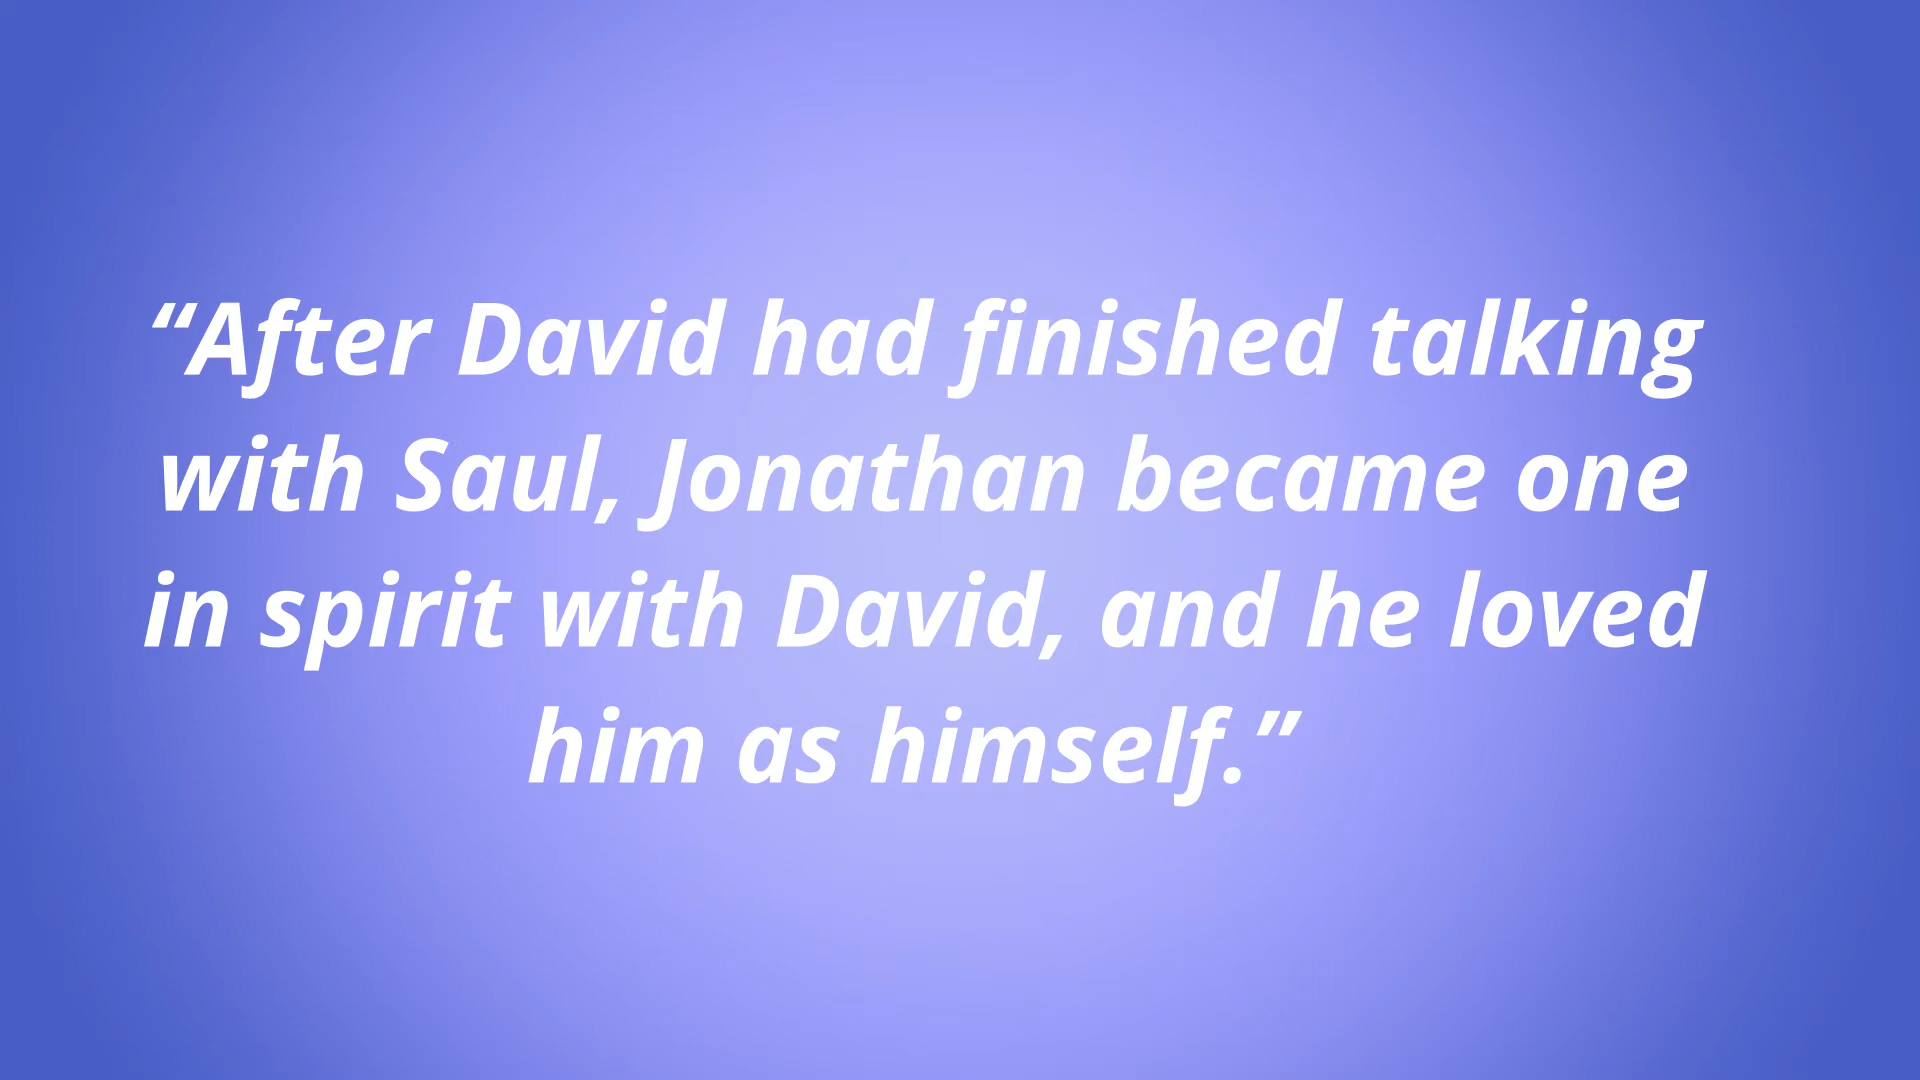 “After David had finished talking
with Saul, Jonathan became one
in spirit with David, and he loved
him as himself.”